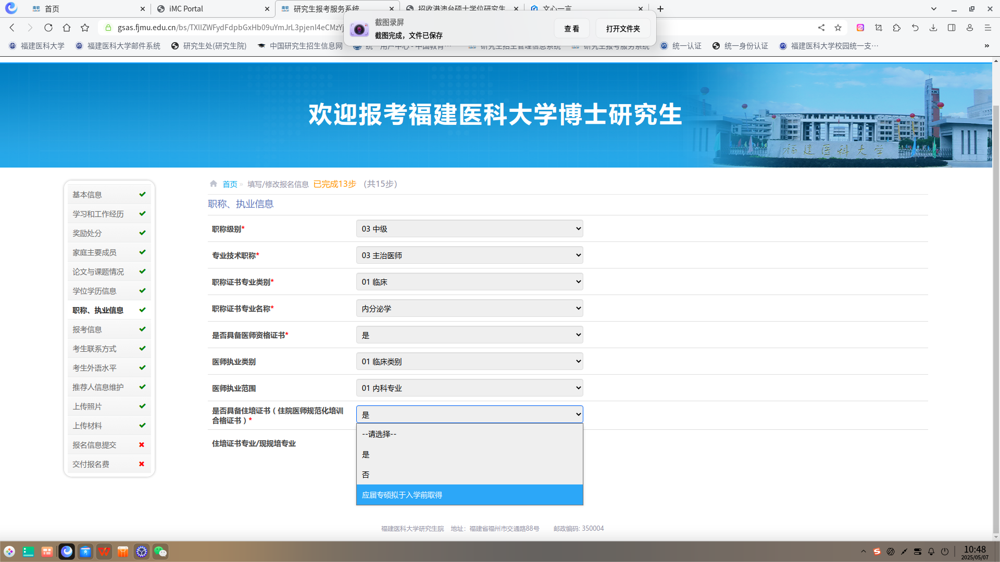 首页
iMC Portal
研究生报考服务系统
招收港澳台硕士学位研究生
文心一言
gsas.fjmu.edu.cn/bs/TXlIZWFydFdpbGxHb09uYmJrL3pjenl4eCMzYj
截图录屏
截图完成，文件已保存
查看
打开文件夹
福建医科大学
福建医科大学邮件系统
研究生处(研究生院)
中国研究生招生信息网
统一用户中心 - 中国教育…
研究生招生管理信息系统
研究生报考服务系统
统一认证
统一身份认证
福建医科大学校园统一支…
欢迎报考福建医科大学博士研究生
福建医科大学
首页 » 填写/修改报名信息 已完成13步 （共15步）
基本信息
学习和工作经历
奖励处分
家庭主要成员
论文与课题情况
学位学历信息
职称、执业信息
报考信息
考生联系方式
考生外语水平
推荐人信息维护
上传照片
上传材料
报名信息提交
交付报名费
职称、执业信息
职称级别* 03 中级
专业技术职称* 03 主治医师
职称证书专业类别* 01 临床
职称证书专业名称* 内分泌学
是否具备医师资格证书* 是
医师执业类别 01 临床类别
医师执业范围 01 内科专业
是否具备住培证书（住院医师规范化培训
合格证书）* 是
--请选择--
是
否
应届专硕拟于入学前取得
住培证书专业/现规培专业
福建医科大学研究生院 地址：福建省福州市交通路88号 邮政编码: 350004
10:48
2025/05/07